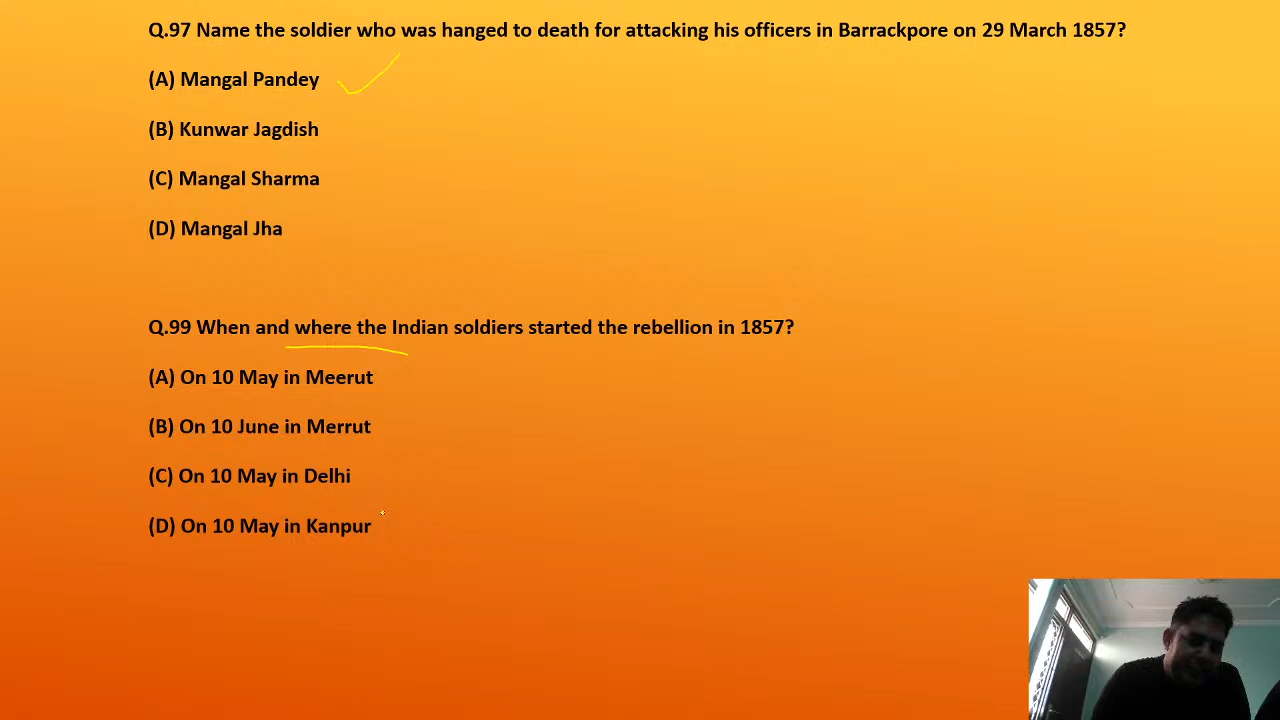 Q.97 Name the soldier who was hanged to death for attacking his officers in Barrackpore on 29 March 1857?
(A) Mangal Pandey
(B) Kunwar Jagdish
(C) Mangal Sharma
(D) Mangal Jha
Q.99 When and where the Indian soldiers started the rebellion in 1857?
(A) On 10 May in Meerut
(B) On 10 June in Merrut
(C) On 10 May in Delhi
(D) On 10 May in Kanpur